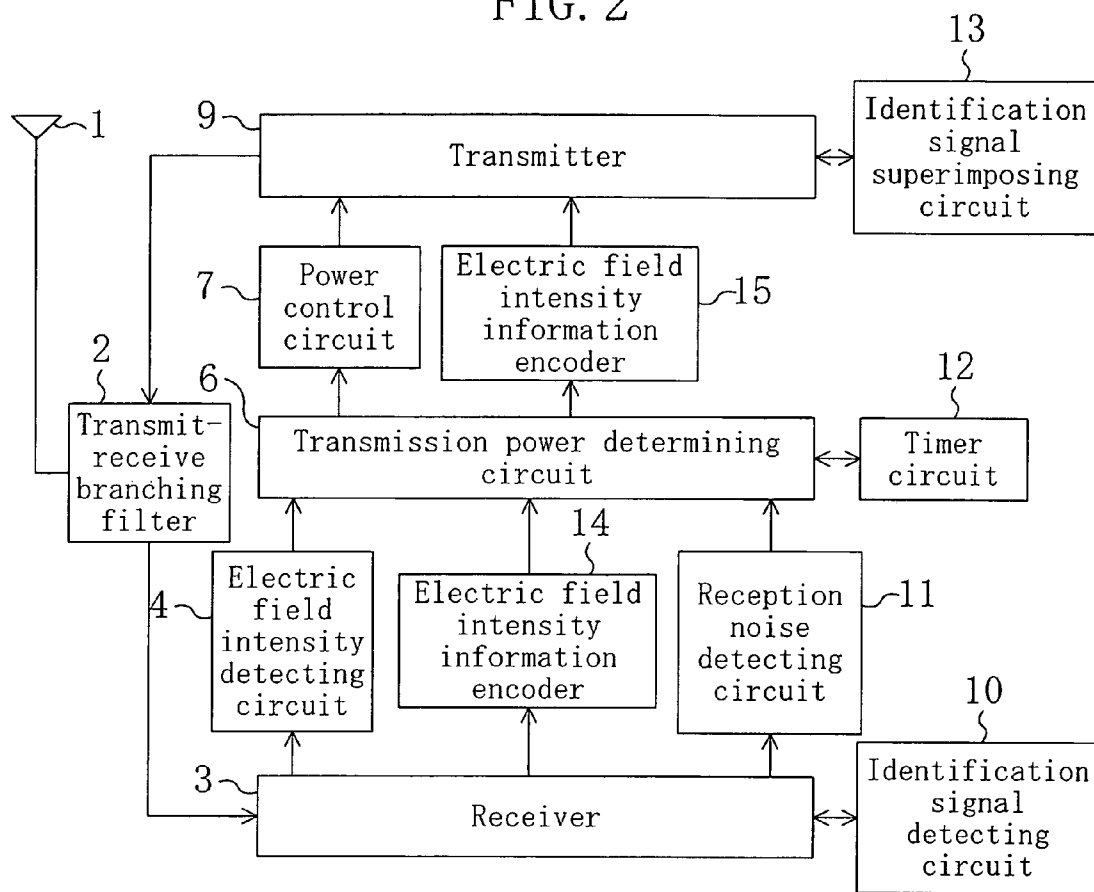 FIG. 2
13
1
9
Transmitter
Identification
signal
superimposing
circuit
7
Power
control
circuit
Electric field
intensity
information
encoder
15
2
Transmit-
receive
branching
filter
6
Transmission power determining
circuit
12
Timer
circuit
4
Electric
field
intensity
detecting
circuit
14
Electric field
intensity
information
encoder
Reception
noise
detecting
circuit
11
3
Receiver
10
Identification
signal
detecting
circuit